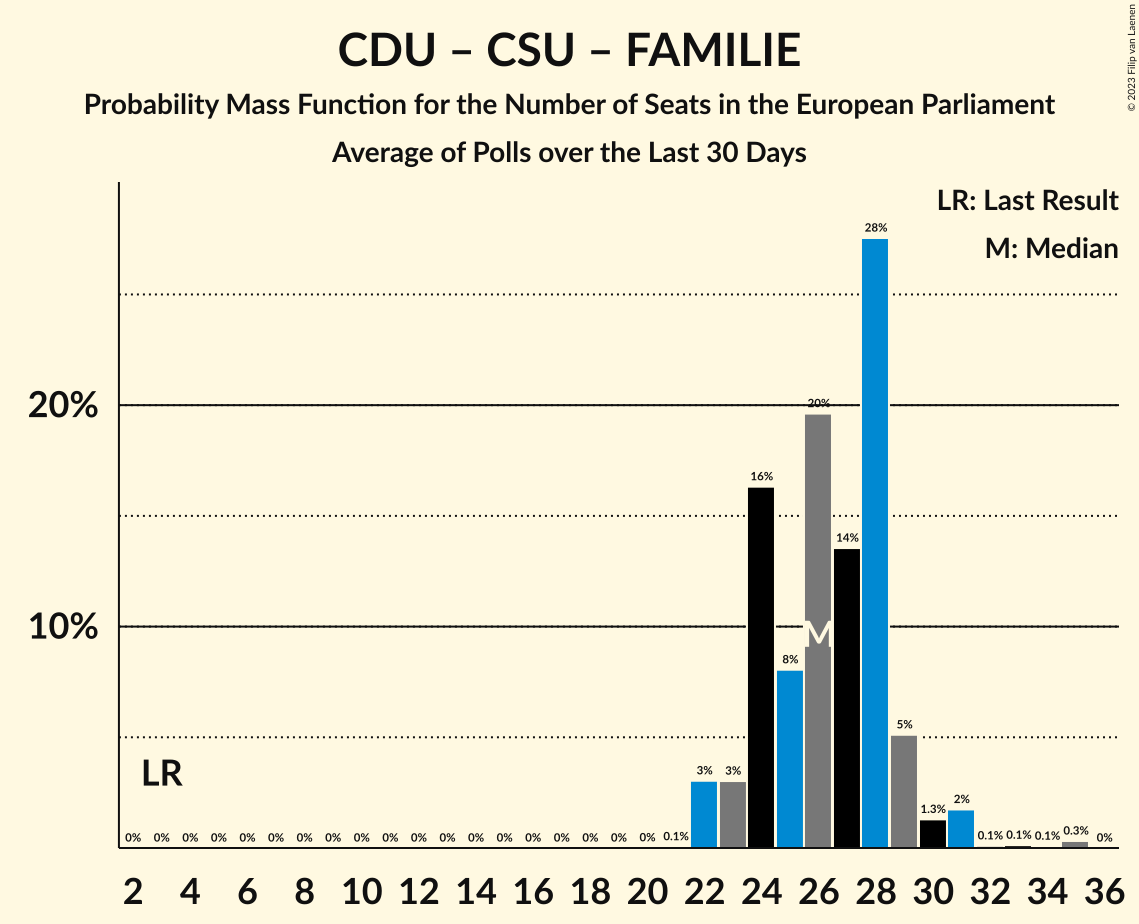 © 2023 Filip van Laenen
CDU – CSU – FAMILIE
Probability Mass Function for the Number of Seats in the European Parliament
Average of Polls over the Last 30 Days
LR: Last Result
M: Median
28%
20%
20%
16%
14%
10%
M
8%
5%
LR
3% 3%
2%
1.3%
0% 0% 0% 0% 0% 0% 0% 0% 0% 0% 0% 0% 0% 0% 0% 0% 0% 0% 0% 0.1% 0.1% 0.1% 0.1% 0.3% 0%
2 4 6 8 10 12 14 16 18 20 22 24 26 28 30 32 34 36